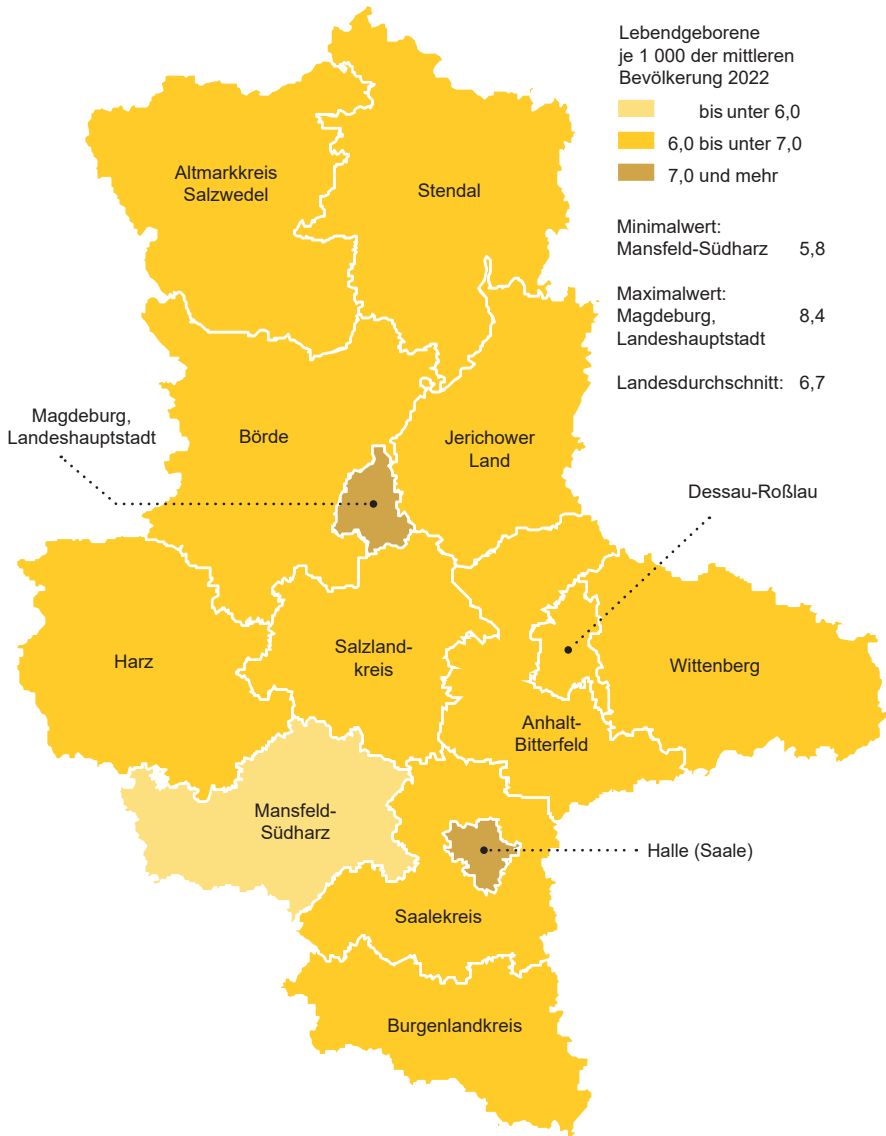 Lebendgeborene
je 1 000 der mittleren
Bevölkerung 2022
bis unter 6,0
6,0 bis unter 7,0
7,0 und mehr
Minimalwert:
Mansfeld-Südharz 5,8
Maximalwert:
Magdeburg, 8,4
Landeshauptstadt
Landesdurchschnitt: 6,7
Altmarkkreis
Salzwedel
Stendal
Magdeburg,
Landeshauptstadt
Börde
Jerichower
Land
Dessau-Roßlau
Harz
Salzland-
kreis
Wittenberg
Anhalt-
Bitterfeld
Mansfeld-
Südharz
Halle (Saale)
Saalekreis
Burgenlandkreis